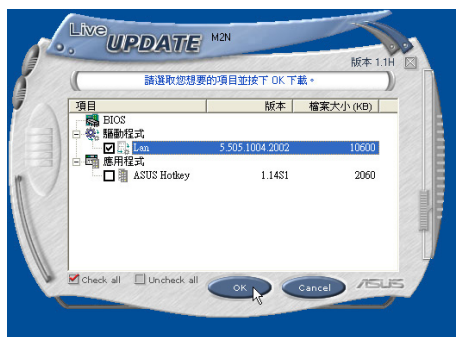 Live UPDATE M2N
版本 1.1H
請選取您想要的項目並按下 OK 下載。
項目 版本 檔案大小 (KB)
BIOS
驅動程式
Lan 5.505.1004.2002 10600
應用程式
ASUS Hotkey 1.14S1 2060
Check all Uncheck all OK Cancel ASUS